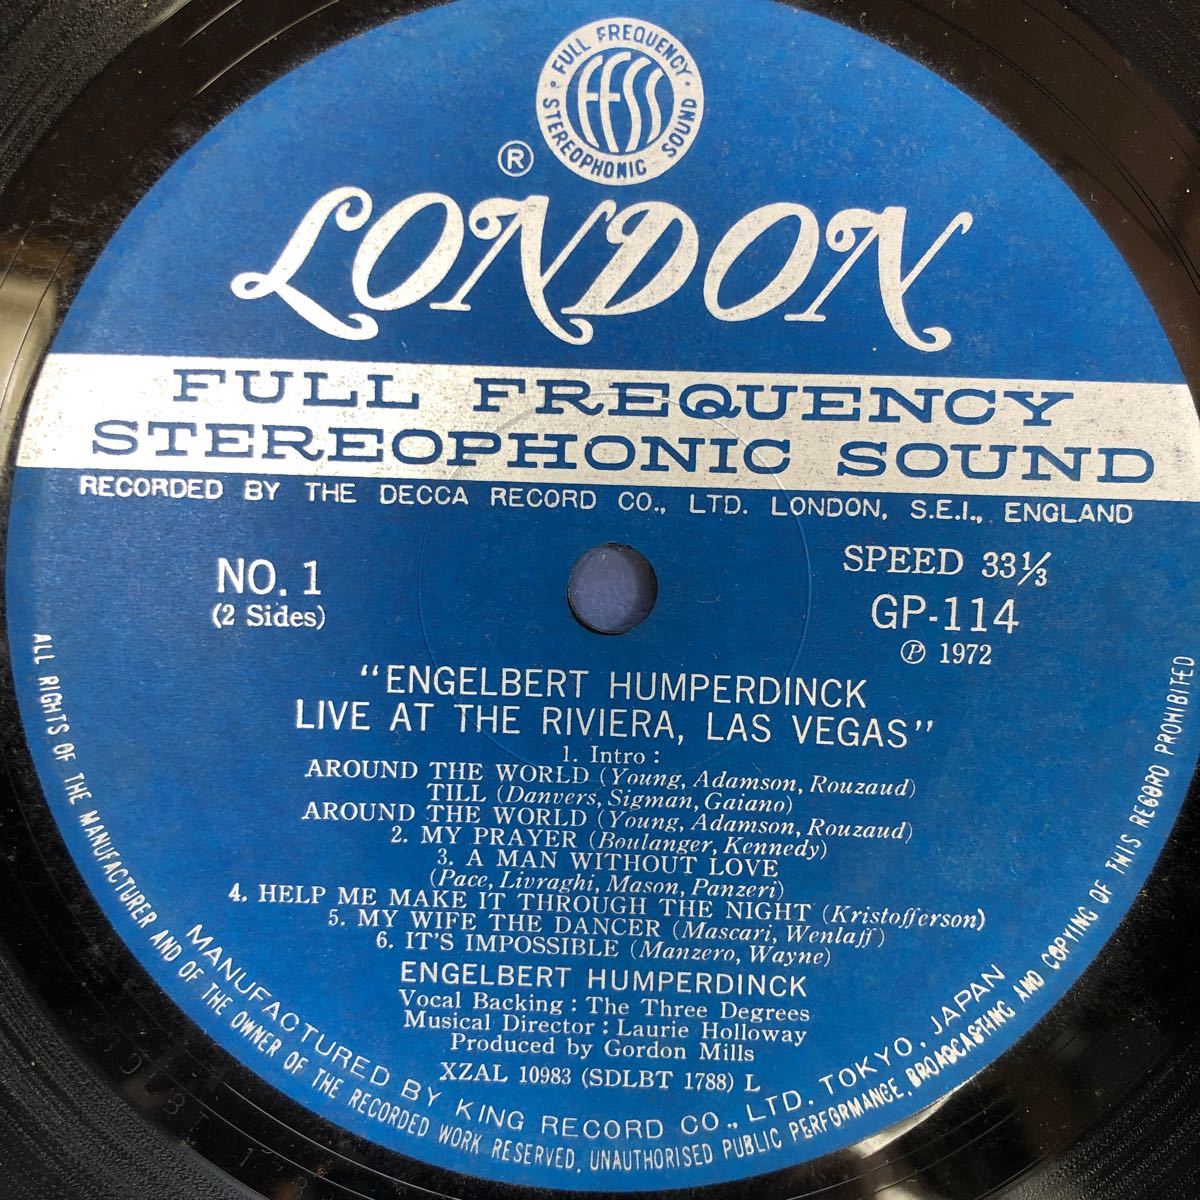 FULL FREQUENCY
STEREOPHONIC SOUND
FFSS
®
LONDON
FULL FREQUENCY
STEREOPHONIC SOUND
RECORDED BY THE DECCA RECORD CO., LTD. LONDON, S.E.I., ENGLAND
NO. 1
(2 Sides)
SPEED 33⅓
GP-114
℗ 1972
"ENGELBERT HUMPERDINCK
LIVE AT THE RIVIERA, LAS VEGAS"
1. Intro :
AROUND THE WORLD (Young, Adamson, Rouzaud)
TILL (Danvers, Sigman, Gaiano)
AROUND THE WORLD (Young, Adamson, Rouzaud)
2. MY PRAYER (Boulanger, Kennedy)
3. A MAN WITHOUT LOVE
(Pace, Livraghi, Mason, Panzeri)
4. HELP ME MAKE IT THROUGH THE NIGHT (Kristofferson)
5. MY WIFE THE DANCER (Mascari, Wenlaff)
6. IT'S IMPOSSIBLE (Manzero, Wayne)
ENGELBERT HUMPERDINCK
Vocal Backing : The Three Degrees
Musical Director : Laurie Holloway
Produced by Gordon Mills
XZAL 10983 (SDLBT 1788) L
MANUFACTURED BY KING RECORD CO., LTD. TOKYO, JAPAN
ALL RIGHTS OF THE MANUFACTURER AND OF THE OWNER OF THE RECORDED WORK RESERVED. UNAUTHORISED PUBLIC PERFORMANCE, BROADCASTING AND COPYING OF THIS RECORD PROHIBITED